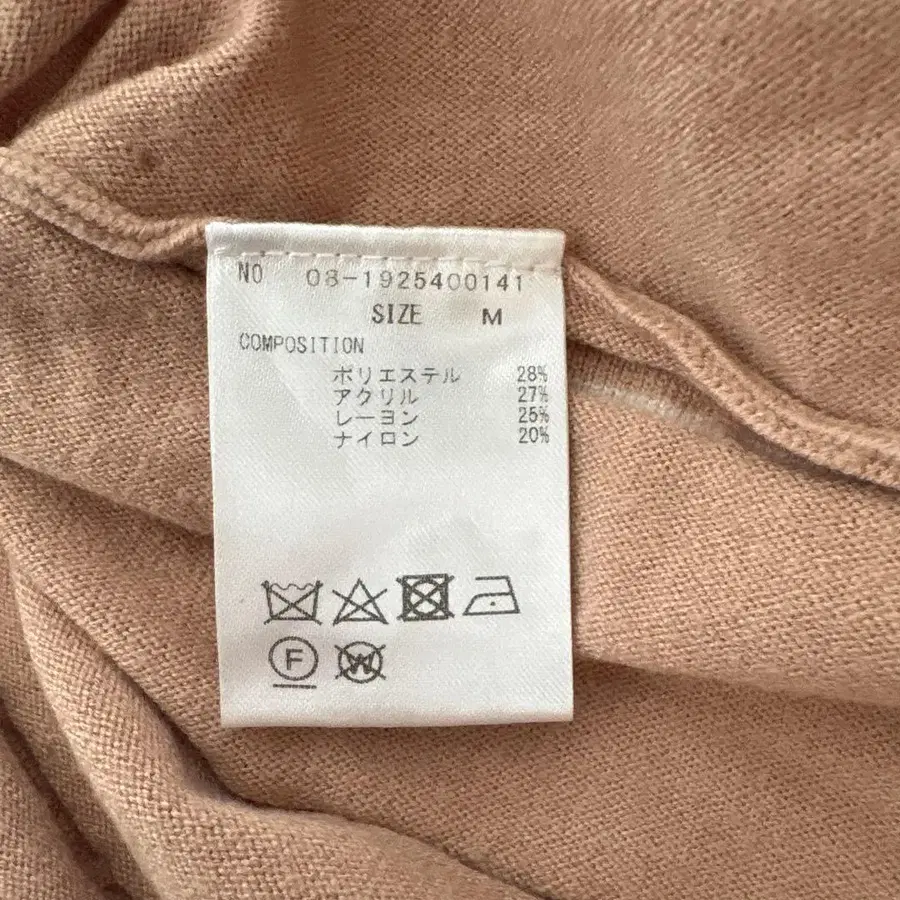 NO 08-1925400141
SIZE M
COMPOSITION
ポリエステル 28%
アクリル 27%
レーヨン 25%
ナイロン 20%
F W